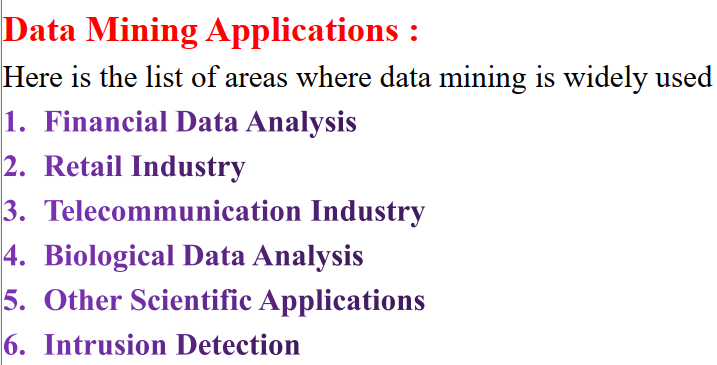 Data Mining Applications :
Here is the list of areas where data mining is widely used
1. Financial Data Analysis
2. Retail Industry
3. Telecommunication Industry
4. Biological Data Analysis
5. Other Scientific Applications
6. Intrusion Detection